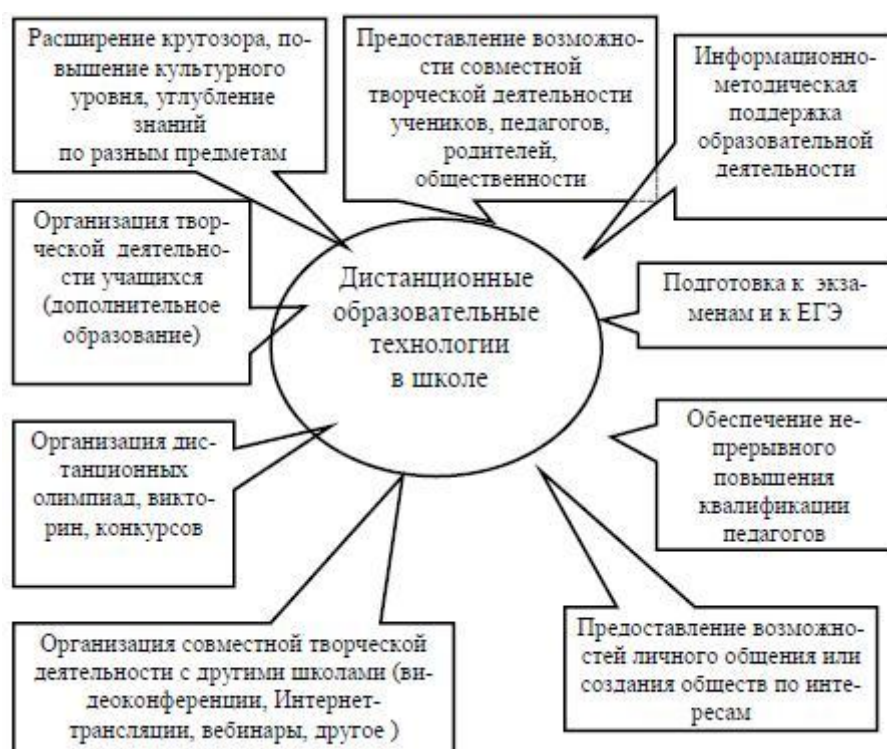 Расширение кругозора, по-
вышение культурного
уровня, углубление
знаний
по разным предметам
Предоставление возможно-
сти совместной
творческой деятельности
учеников, педагогов,
родителей,
общественности
Информационно-
методическая
поддержка
образовательной
деятельности
Организация твор-
ческой деятельно-
сти учащихся
(дополнительное
образование)
Дистанционные
образовательные
технологии
в школе
Подготовка к экза-
менам и к ЕГЭ
Организация дис-
танционных
олимпиад, викто-
рин, конкурсов
Обеспечение не-
прерывного
повышения
квалификации
педагогов
Организация совместной творческой
деятельности с другими школами (ви-
деоконференции, Интернет-
трансляции, вебинары, другое )
Предоставление возможно-
стей личного общения или
создания обществ по инте-
ресам